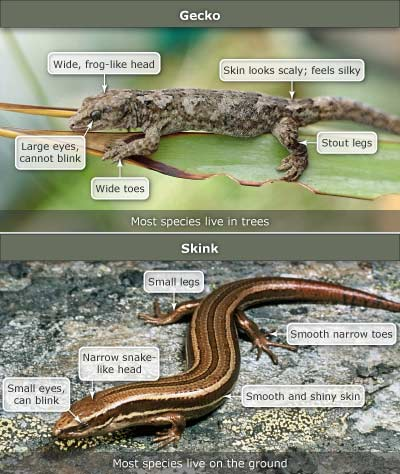 Gecko
Wide, frog-like head
Skin looks scaly; feels silky
Large eyes,
cannot blink
Stout legs
Wide toes
Most species live in trees
Skink
Small legs
Smooth narrow toes
Narrow snake-
like head
Small eyes,
can blink
Smooth and shiny skin
Most species live on the ground